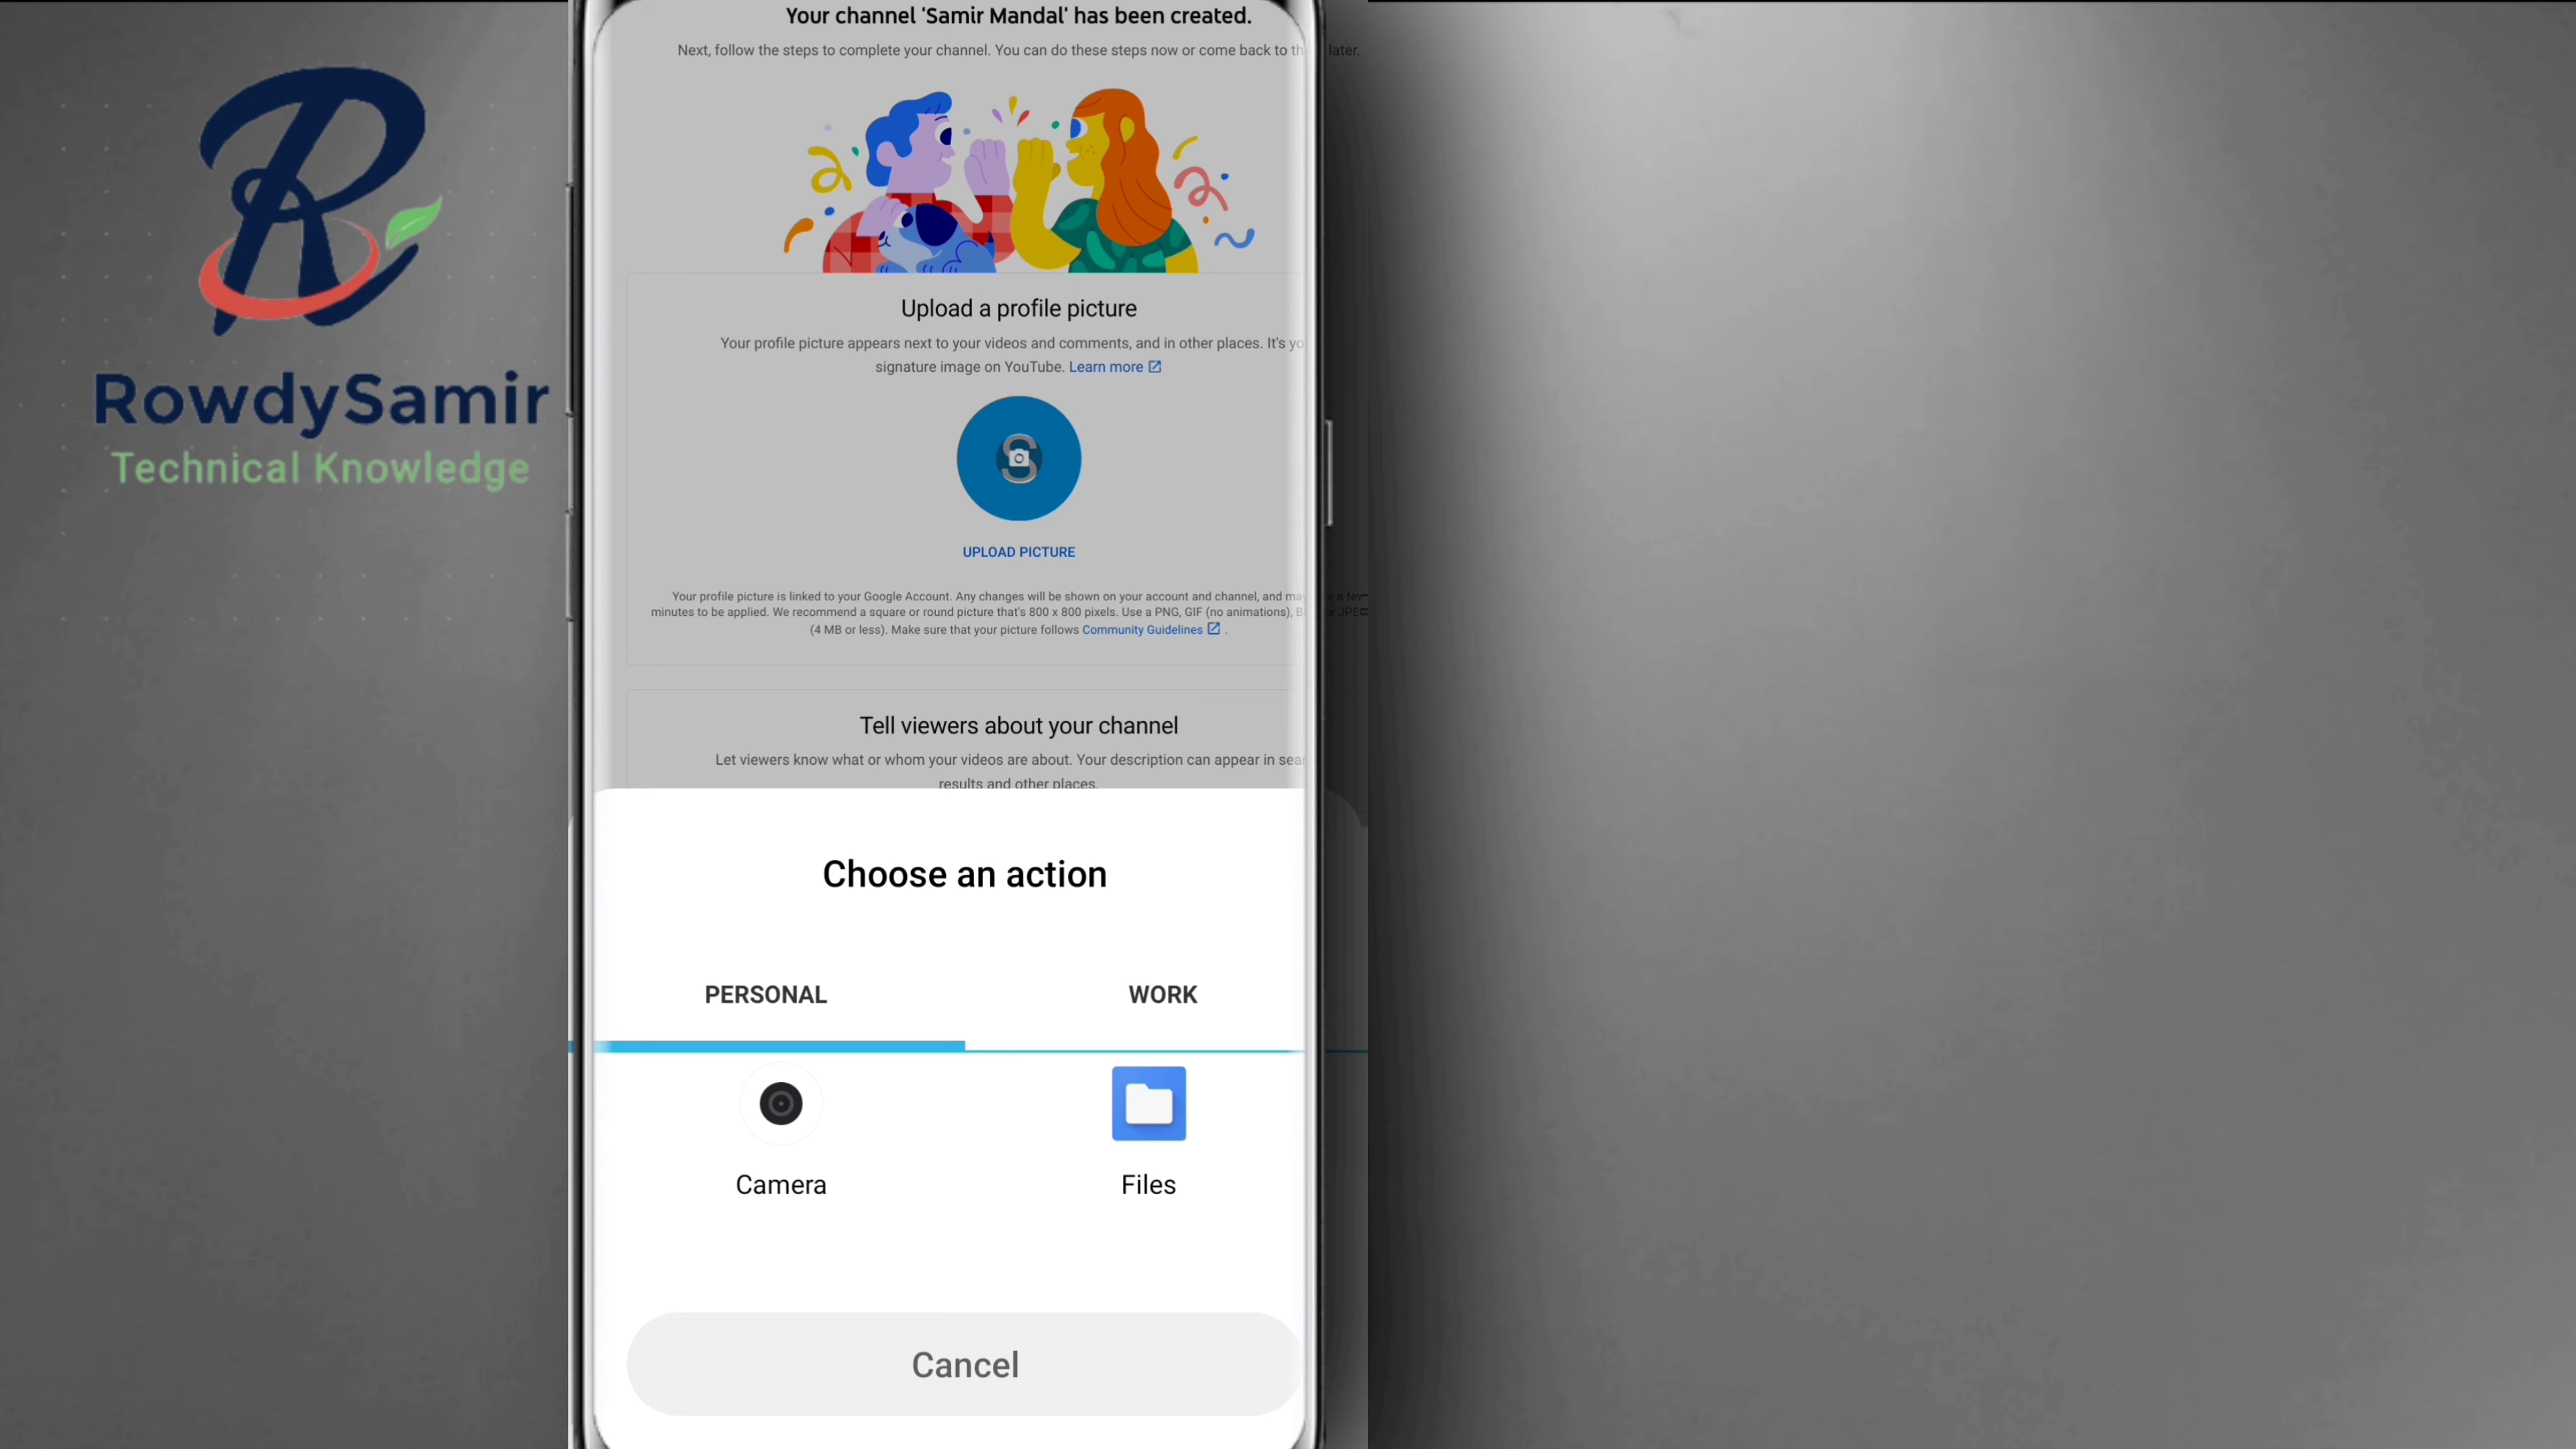 RowdySamir
Technical Knowledge
Your channel 'Samir Mandal' has been created.
Next, follow the steps to complete your channel. You can do these steps now or come back to th later.
Upload a profile picture
Your profile picture appears next to your videos and comments, and in other places. It's yo
signature image on YouTube. Learn more
S
UPLOAD PICTURE
Your profile picture is linked to your Google Account. Any changes will be shown on your account and channel, and may e a few
minutes to be applied. We recommend a square or round picture that's 800 x 800 pixels. Use a PNG, GIF (no animations), B or JPE
(4 MB or less). Make sure that your picture follows Community Guidelines .
Tell viewers about your channel
Let viewers know what or whom your videos are about. Your description can appear in sear
results and other places.
Choose an action
PERSONAL
WORK
Camera
Files
Cancel